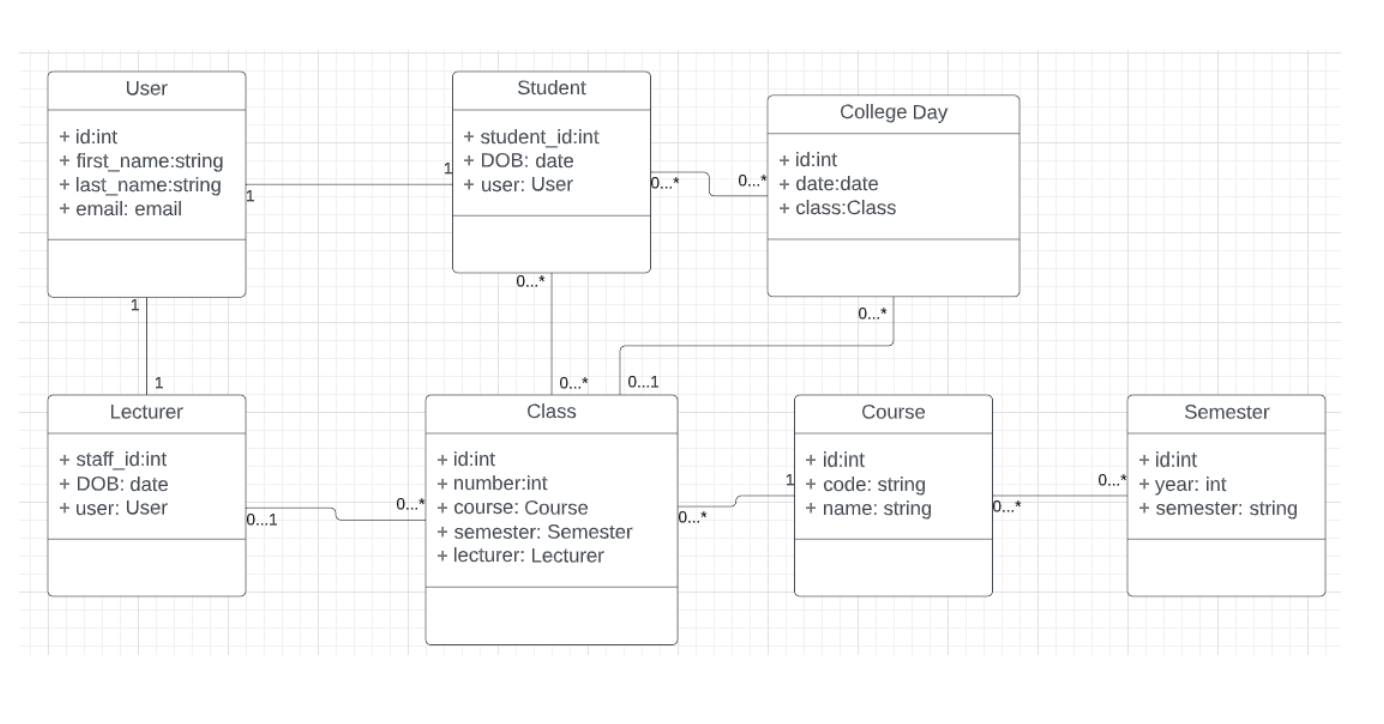 User
+ id:int
+ first_name:string
+ last_name:string
+ email: email
1
1
Student
+ student_id:int
+ DOB: date
+ user: User
0...*
0...*
College Day
+ id:int
+ date:date
+ class:Class
1
1
0...*
0...*
0...*
0...1
Lecturer
+ staff_id:int
+ DOB: date
+ user: User
0...1
0...*
Class
+ id:int
+ number:int
+ course: Course
+ semester: Semester
+ lecturer: Lecturer
0...*
1
Course
+ id:int
+ code: string
+ name: string
0...*
0...*
Semester
+ id:int
+ year: int
+ semester: string